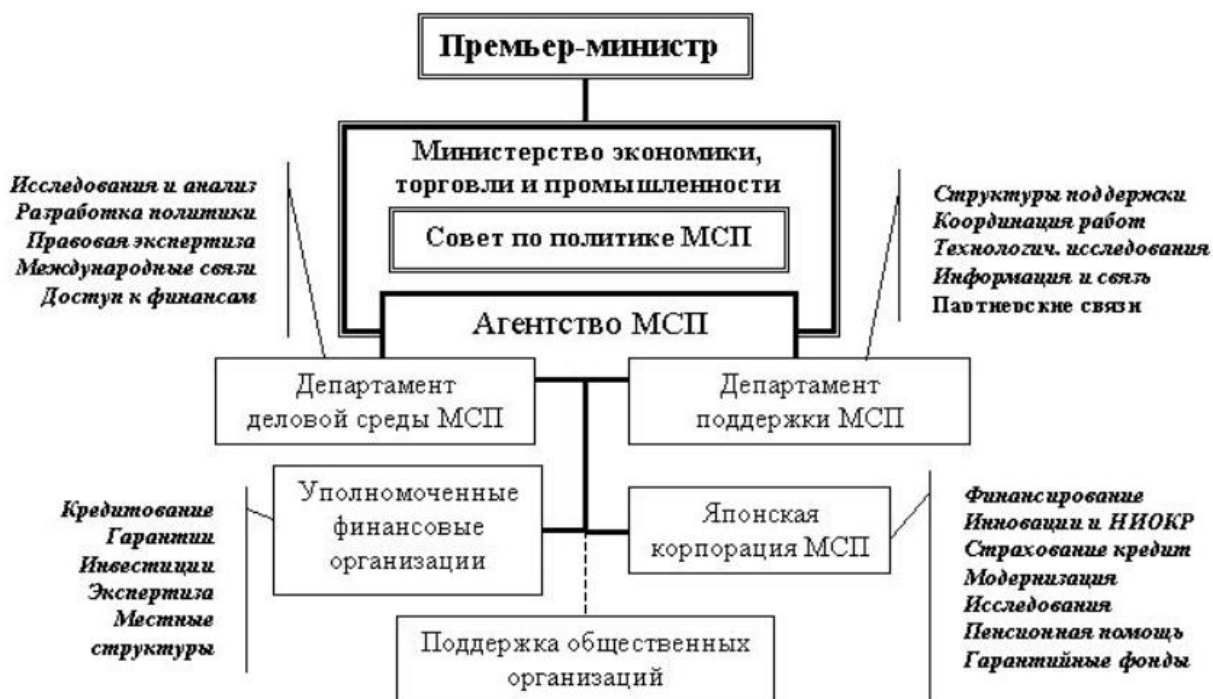 Премьер-министр
Министерство экономики,
торговли и промышленности
Совет по политике МСП
Агентство МСП
Исследования и анализ
Разработка политики
Правовая экспертиза
Международные связи
Доступ к финансам
Структуры поддержки
Координация работ
Технологич. исследования
Информация и связь
Партнерские связи
Департамент
деловой среды МСП
Департамент
поддержки МСП
Кредитование
Гарантии
Инвестиции
Экспертиза
Местные
структуры
Уполномоченные
финансовые
организации
Японская
корпорация МСП
Финансирование
Инновации и НИОКР
Страхование кредит
Модернизация
Исследования
Пенсионная помощь
Гарантийные фонды
Поддержка общественных
организаций